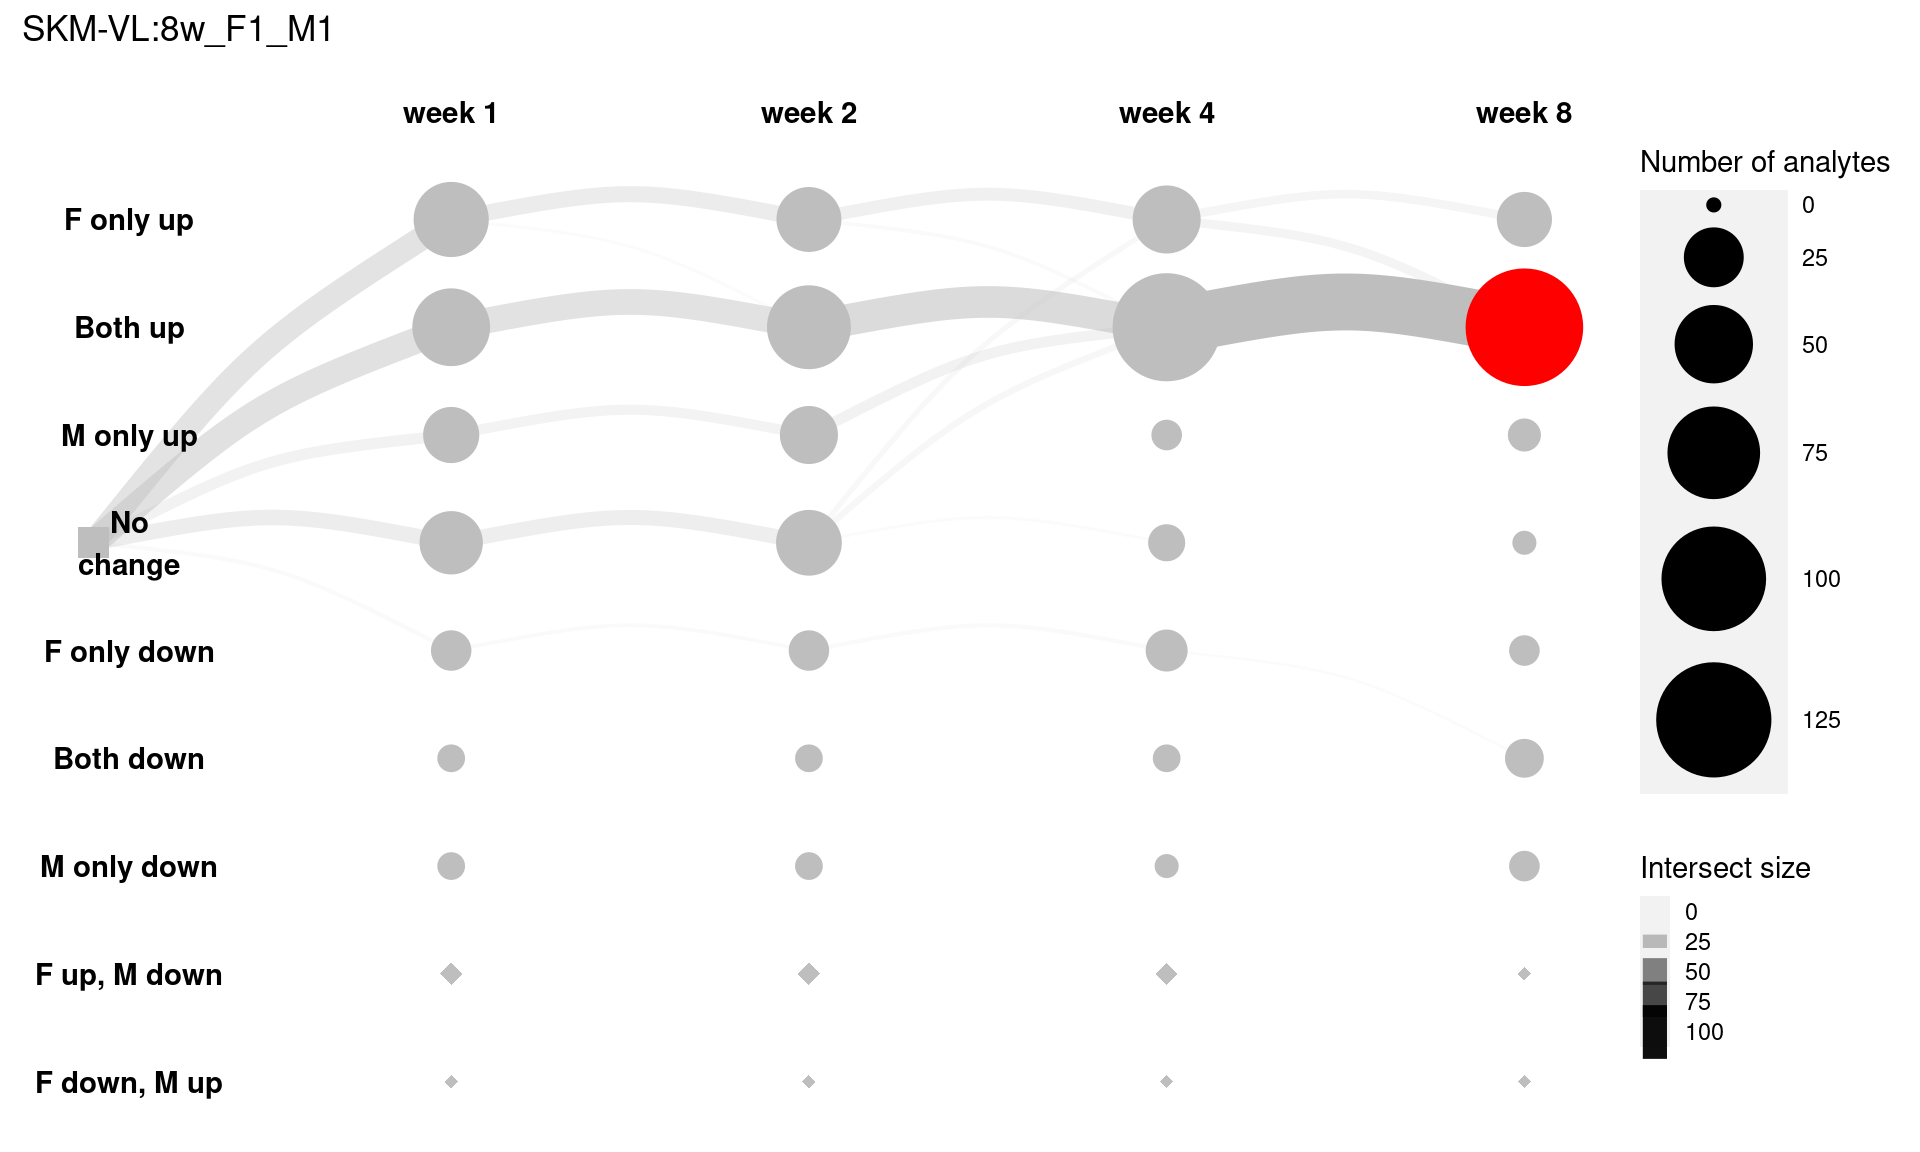 SKM-VL:8w_F1_M1
week 1
week 2
week 4
week 8
F only up
Both up
M only up
No
change
F only down
Both down
M only down
F up, M down
F down, M up
Number of analytes
0
25
50
75
100
125
Intersect size
0
25
50
75
100